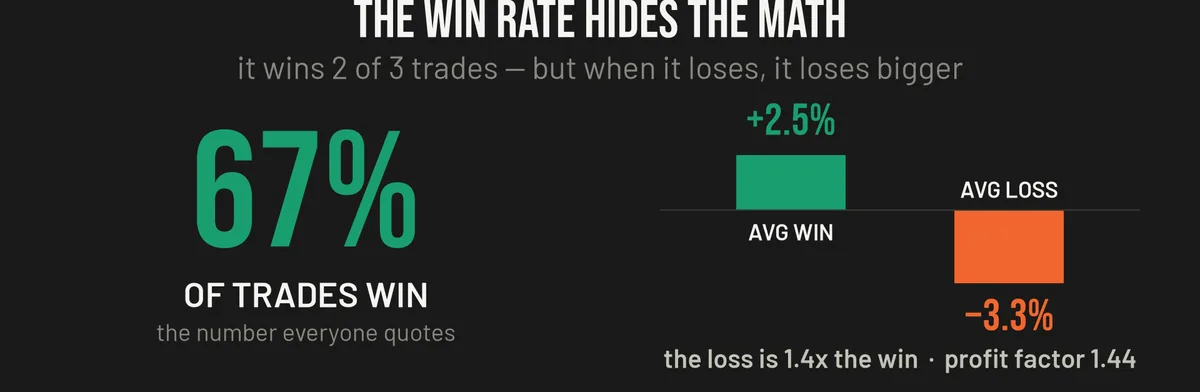 THE WIN RATE HIDES THE MATH
it wins 2 of 3 trades — but when it loses, it loses bigger
67%
OF TRADES WIN
the number everyone quotes
+2.5%
AVG WIN
AVG LOSS
−3.3%
the loss is 1.4x the win · profit factor 1.44